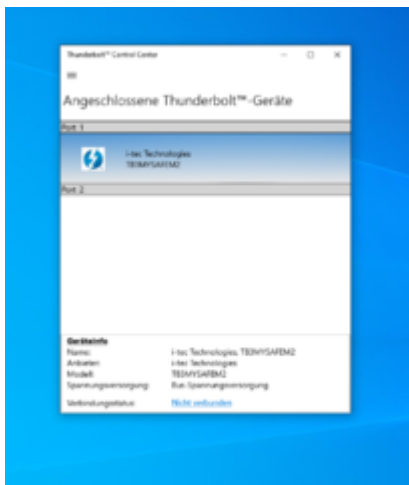 Thunderbolt™ Control Center
Angeschlossene Thunderbolt™-Geräte
Port 1
i-tec Technologies
TB3MYSAFEM2
Port 2
Geräteinfo
Name: i-tec Technologies, TB3MYSAFEM2
Anbieter: i-tec Technologies
Modell: TB3MYSAFEM2
Spannungsversorgung: Bus-Spannungsversorgung
Verbindungsstatus: Nicht verbunden